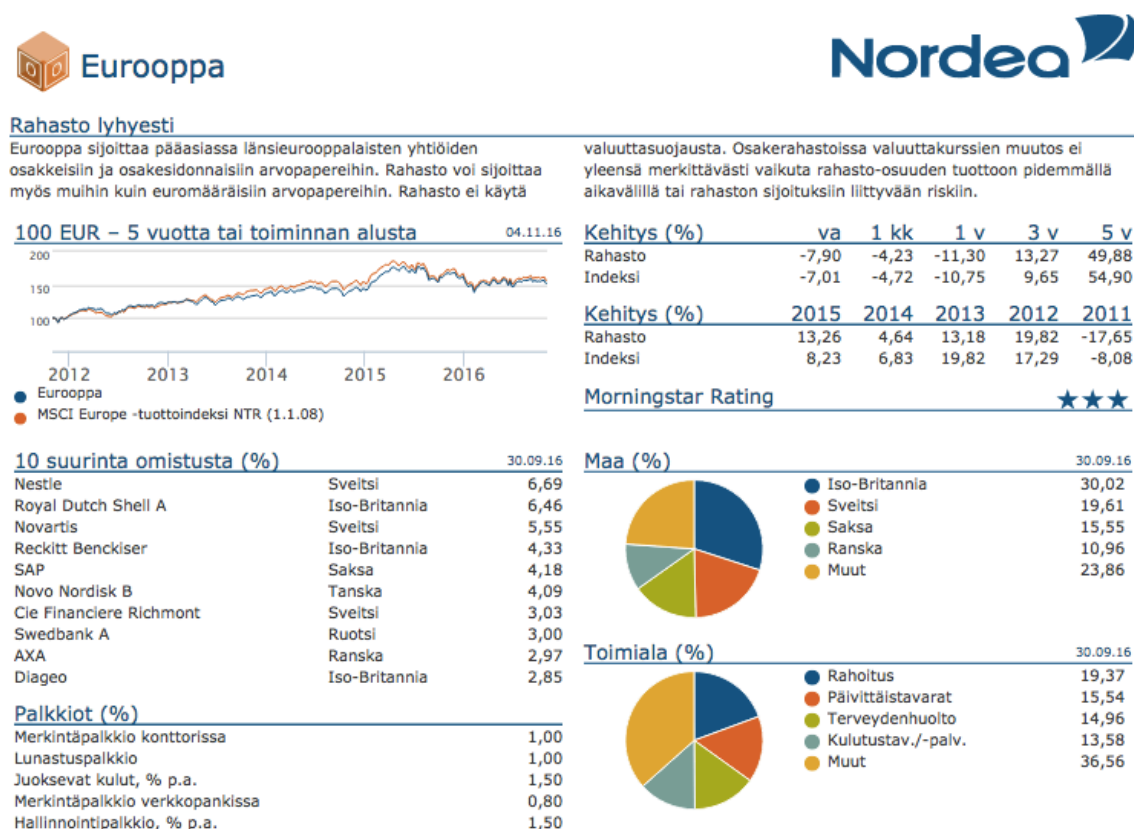 Eurooppa
Nordea
Rahasto lyhyesti
Eurooppa sijoittaa pääasiassa länsieurooppalaisten yhtiöiden
osakkeisiin ja osakesidonnaisiin arvopapereihin. Rahasto voi sijoittaa
myös muihin kuin euromääräisiin arvopapereihin. Rahasto ei käytä
valuuttasuojausta. Osakerahastoissa valuuttakurssien muutos ei
yleensä merkittävästi vaikuta rahasto-osuuden tuottoon pidemmällä
aikavälillä tai rahaston sijoituksiin liittyvään riskiin.
100 EUR – 5 vuotta tai toiminnan alusta 04.11.16
200
150
100
2012 2013 2014 2015 2016
Eurooppa
MSCI Europe -tuottoindeksi NTR (1.1.08)
Kehitys (%) va 1 kk 1 v 3 v 5 v
Rahasto -7,90 -4,23 -11,30 13,27 49,88
Indeksi -7,01 -4,72 -10,75 9,65 54,90
Kehitys (%) 2015 2014 2013 2012 2011
Rahasto 13,26 4,64 13,18 19,82 -17,65
Indeksi 8,23 6,83 19,82 17,29 -8,08
Morningstar Rating ★★★
10 suurinta omistusta (%) 30.09.16
Nestle Sveitsi 6,69
Royal Dutch Shell A Iso-Britannia 6,46
Novartis Sveitsi 5,55
Reckitt Benckiser Iso-Britannia 4,33
SAP Saksa 4,18
Novo Nordisk B Tanska 4,09
Cie Financiere Richmont Sveitsi 3,03
Swedbank A Ruotsi 3,00
AXA Ranska 2,97
Diageo Iso-Britannia 2,85
Palkkiot (%)
Merkintäpalkkio konttorissa 1,00
Lunastuspalkkio 1,00
Juoksevat kulut, % p.a. 1,50
Merkintäpalkkio verkkopankissa 0,80
Hallinnointipalkkio, % p.a. 1,50
Maa (%) 30.09.16
Iso-Britannia 30,02
Sveitsi 19,61
Saksa 15,55
Ranska 10,96
Muut 23,86
Toimiala (%) 30.09.16
Rahoitus 19,37
Päivittäistavarat 15,54
Terveydenhuolto 14,96
Kulutustav./-palv. 13,58
Muut 36,56